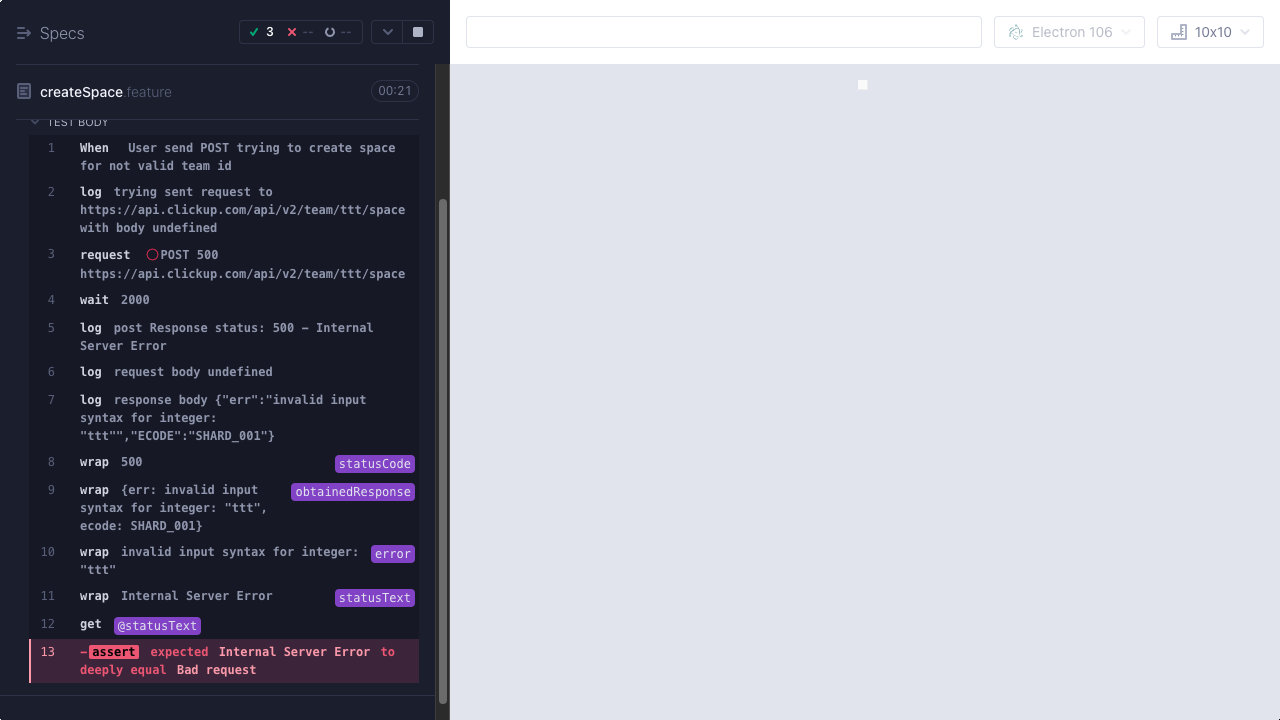 Specs
3
--
--
Electron 106
10x10
createSpace.feature
00:21
TEST BODY
1 When User send POST trying to create space
for not valid team id
2 log trying sent request to
https://api.clickup.com/api/v2/team/ttt/space
with body undefined
3 request POST 500
https://api.clickup.com/api/v2/team/ttt/space
4 wait 2000
5 log post Response status: 500 - Internal
Server Error
6 log request body undefined
7 log response body {"err":"invalid input
syntax for integer:
\"ttt\"","ECODE":"SHARD_001"}
8 wrap 500 statusCode
9 wrap {err: invalid input obtainedResponse
syntax for integer: "ttt",
ecode: SHARD_001}
10 wrap invalid input syntax for integer: error
"ttt"
11 wrap Internal Server Error statusText
12 get @statusText
13 -assert expected Internal Server Error to
deeply equal Bad request